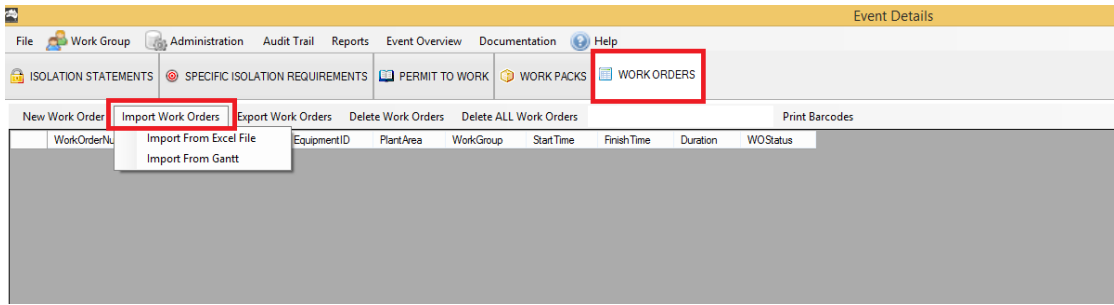 Event Details
File Work Group Administration Audit Trail Reports Event Overview Documentation Help
ISOLATION STATEMENTS SPECIFIC ISOLATION REQUIREMENTS PERMIT TO WORK WORK PACKS WORK ORDERS
New Work Order Import Work Orders Export Work Orders Delete Work Orders Delete ALL Work Orders Print Barcodes
WorkOrderNu EquipmentID PlantArea WorkGroup StartTime FinishTime Duration WOStatus
Import From Excel File
Import From Gantt